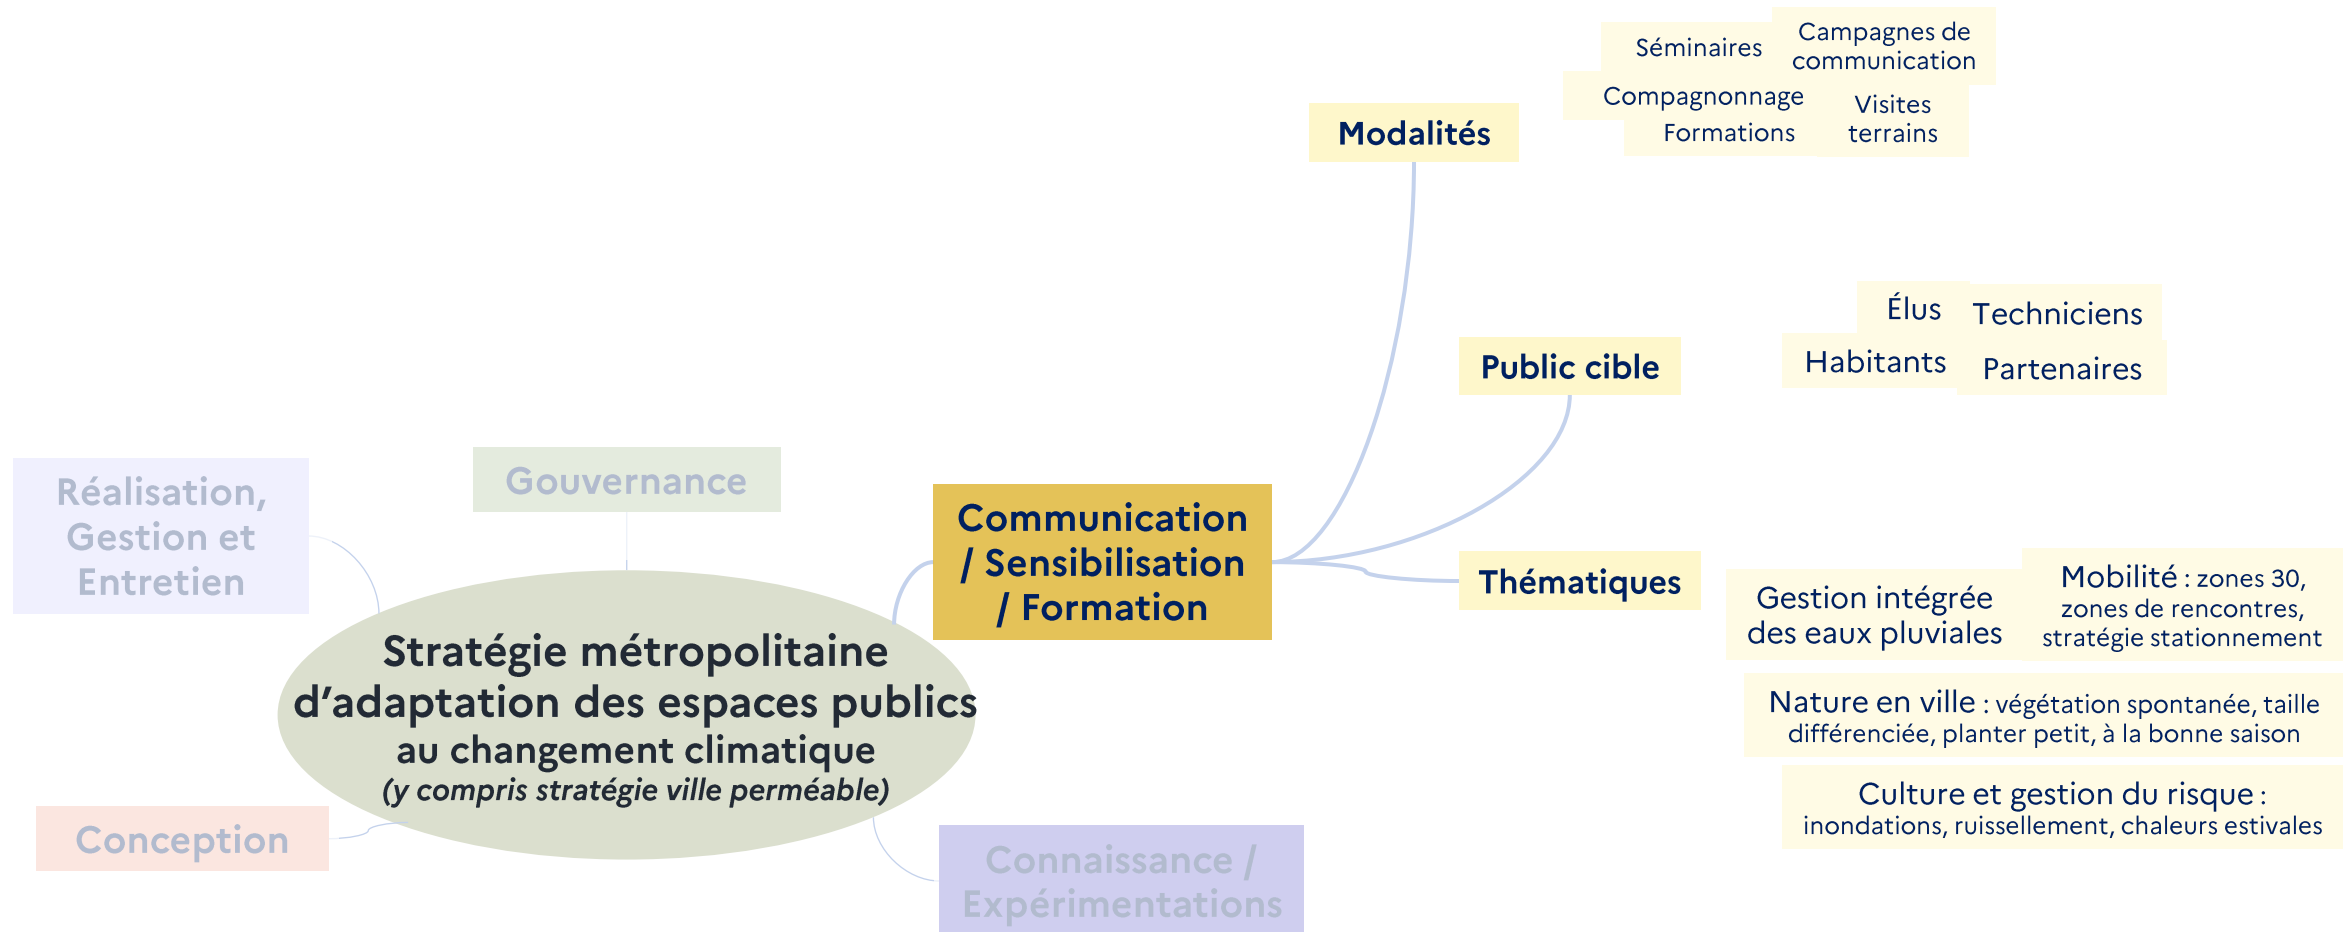 Séminaires
Campagnes de
communication
Compagnonnage
Visites
terrains
Formations
Modalités
Élus
Techniciens
Habitants
Partenaires
Public cible
Gouvernance
Réalisation,
Gestion et
Entretien
Communication
/ Sensibilisation
/ Formation
Thématiques
Gestion intégrée
des eaux pluviales
Mobilité : zones 30,
zones de rencontres,
stratégie stationnement
Nature en ville : végétation spontanée, taille
différenciée, planter petit, à la bonne saison
Culture et gestion du risque :
inondations, ruissellement, chaleurs estivales
Stratégie métropolitaine
d’adaptation des espaces publics
au changement climatique
(y compris stratégie ville perméable)
Conception
Connaissance /
Expérimentations